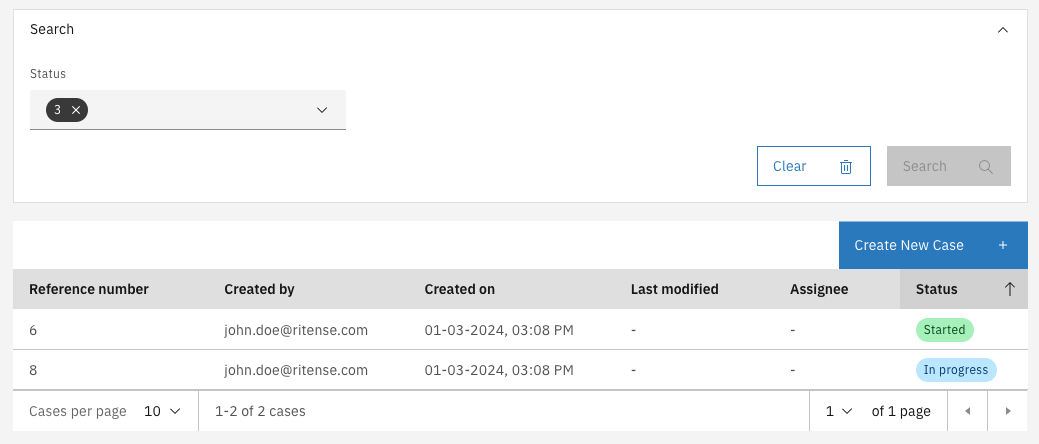 Search
Status
3
Clear
Search
Create New Case +
Reference number Created by Created on Last modified Assignee Status
6 john.doe@ritense.com 01-03-2024, 03:08 PM - - Started
8 john.doe@ritense.com 01-03-2024, 03:08 PM - - In progress
Cases per page 10 1-2 of 2 cases 1 of 1 page